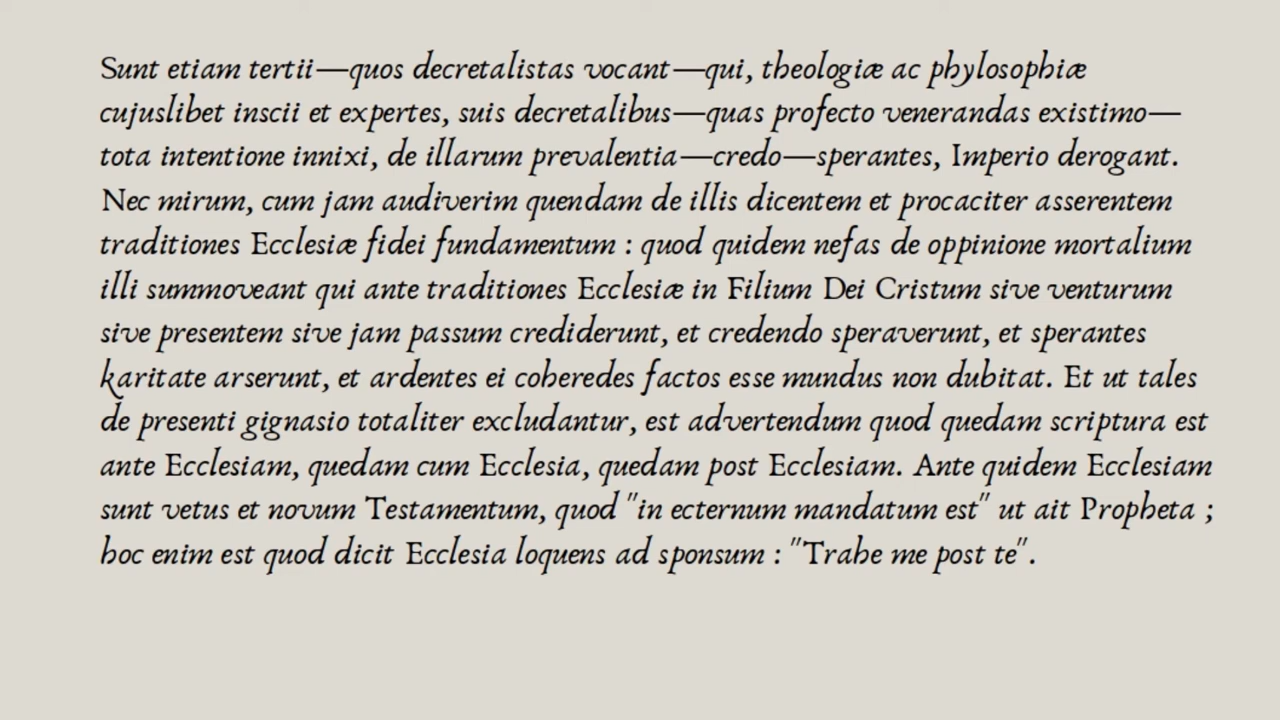 Sunt etiam tertii—quos decretalistas vocant—qui, theologiæ ac phylosophiæ
cujuslibet inscii et expertes, suis decretalibus—quas profecto venerandas existimo—
tota intentione innixi, de illarum prevalentia—credo—sperantes, Imperio derogant.
Nec mirum, cum jam audiverim quendam de illis dicentem et procaciter asserentem
traditiones Ecclesiæ fidei fundamentum : quod quidem nefas de oppinione mortalium
illi summoveant qui ante traditiones Ecclesiæ in Filium Dei Cristum sive venturum
sive presentem sive jam passum crediderunt, et credendo speraverunt, et sperantes
karitate arserunt, et ardentes ei coheredes factos esse mundus non dubitat. Et ut tales
de presenti gignasio totaliter excludantur, est advertendum quod quedam scriptura est
ante Ecclesiam, quedam cum Ecclesia, quedam post Ecclesiam. Ante quidem Ecclesiam
sunt vetus et novum Testamentum, quod "in ecternum mandatum est" ut ait Propheta ;
hoc enim est quod dicit Ecclesia loquens ad sponsum : "Trahe me post te".